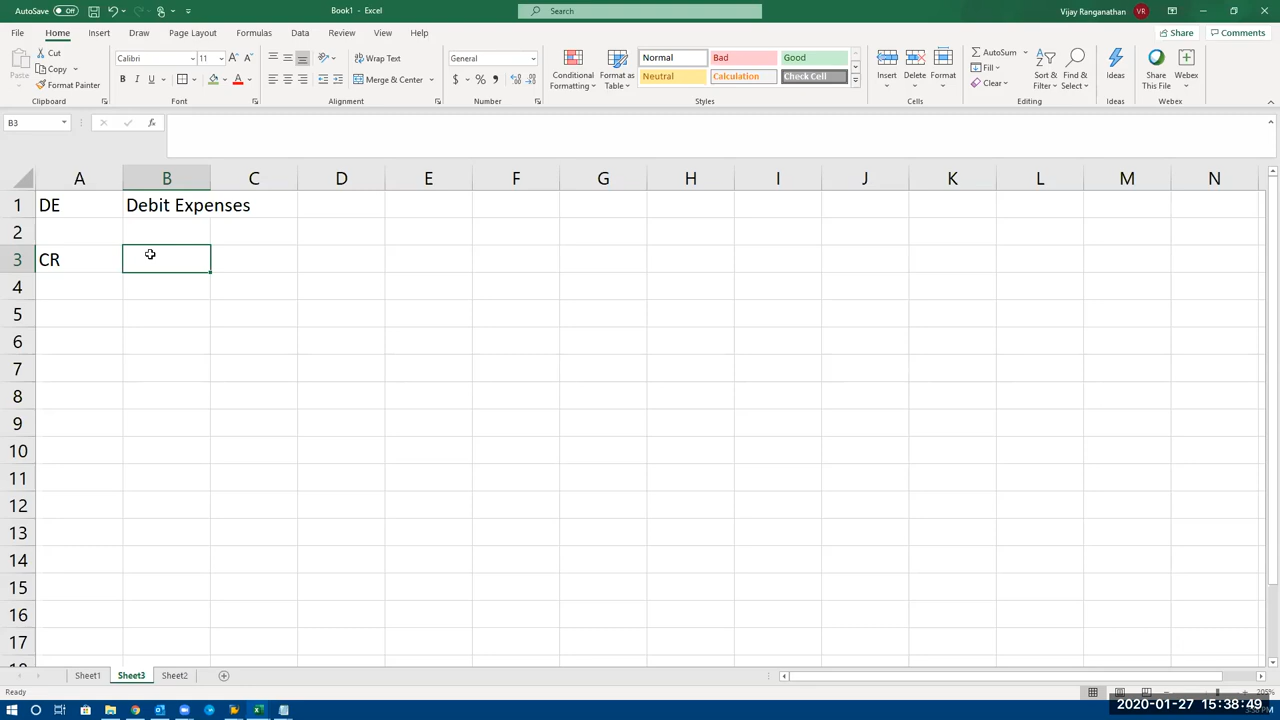 AutoSave Off
Book1 - Excel
Search
Vijay Ranganathan VR
File Home Insert Draw Page Layout Formulas Data Review View Help
Share Comments
Paste
Cut
Copy
Format Painter
Clipboard
Calibri 11
B I U
A
Font
Wrap Text
Merge & Center
Alignment
General
$ % ,
Number
Conditional Formatting
Format as Table
Normal Bad Good
Neutral Calculation Check Cell
Styles
Insert Delete Format
Cells
AutoSum
Fill
Clear
Sort & Filter
Find & Select
Editing
Ideas
Ideas
Share This File
Webex
Webex
B3
fx
A B C D E F G H I J K L M N
1 DE Debit Expenses
2
3 CR
4
5
6
7
8
9
10
11
12
13
14
15
16
17
Sheet1 Sheet3 Sheet2
Ready
2020-01-27 15:38:49